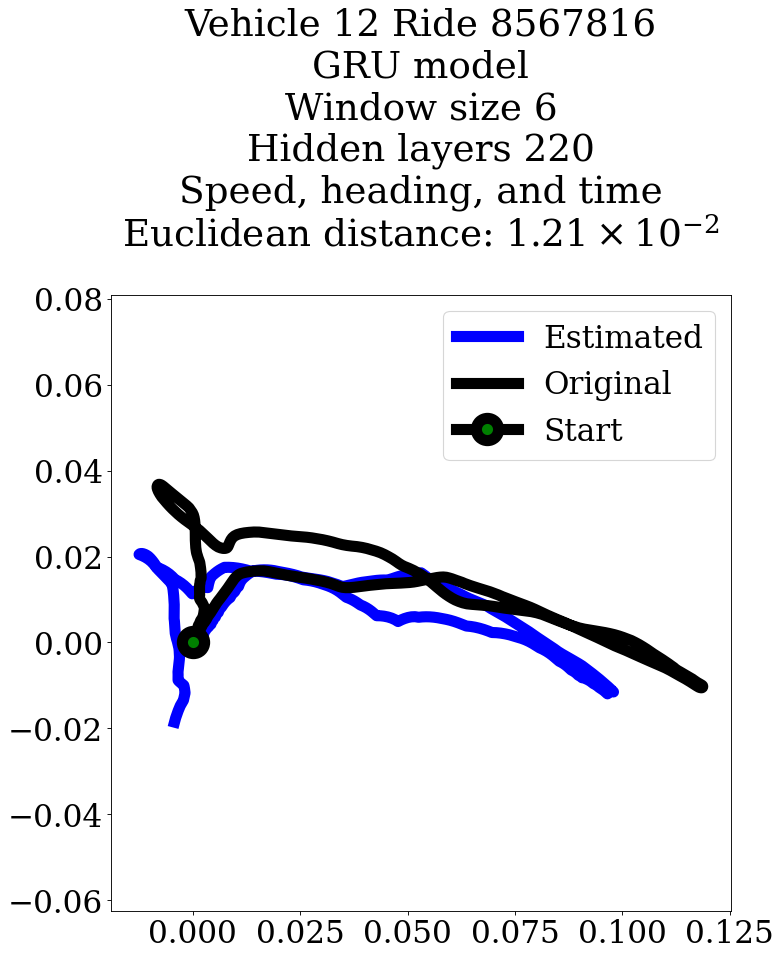 Vehicle 12 Ride 8567816
GRU model
Window size 6
Hidden layers 220
Speed, heading, and time
Euclidean distance: 1.21 × 10⁻²
Estimated
Original
Start
0.08
0.06
0.04
0.02
0.00
−0.02
−0.04
−0.06
0.000 0.025 0.050 0.075 0.100 0.125